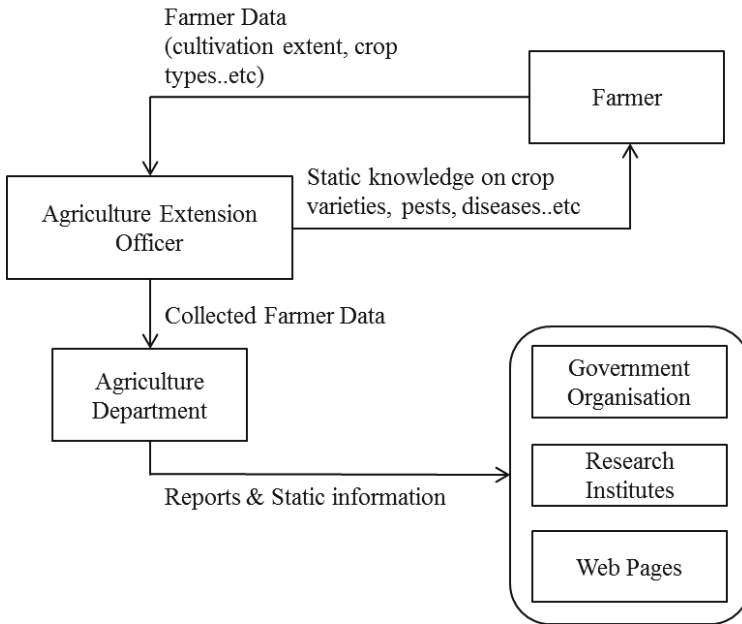 Farmer Data
(cultivation extent, crop
types..etc)
Farmer
Static knowledge on crop
varieties, pests, diseases..etc
Agriculture Extension
Officer
Collected Farmer Data
Agriculture
Department
Reports & Static information
Government
Organisation
Research
Institutes
Web Pages